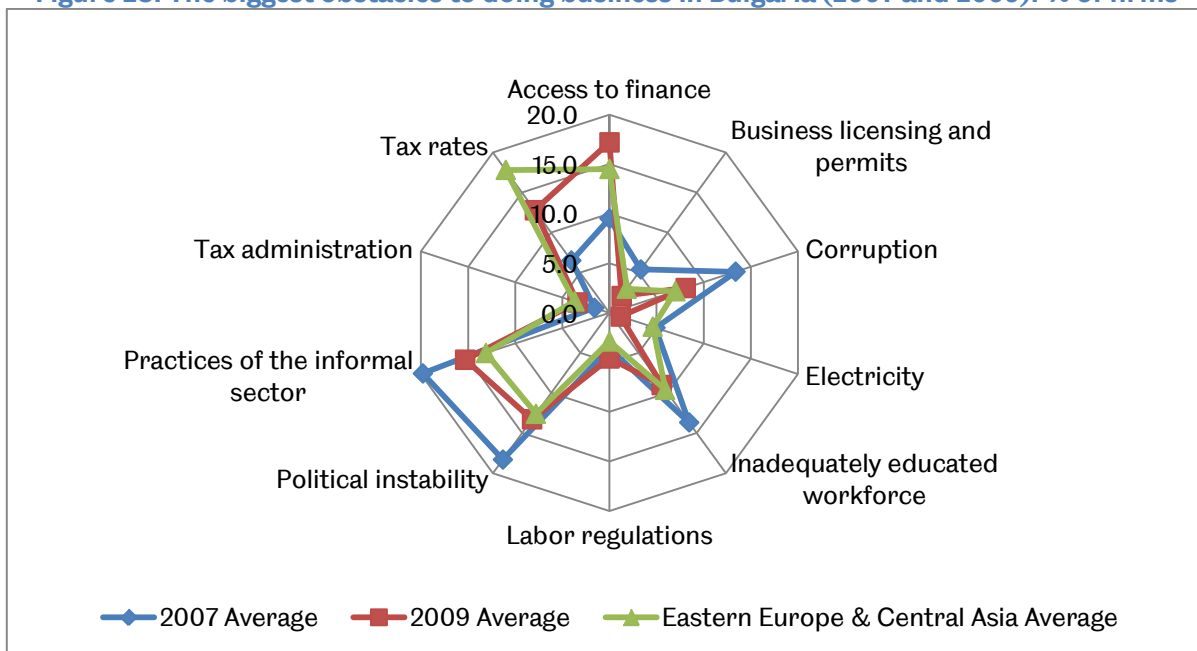 Access to finance
20.0
Business licensing and
permits
Tax rates
15.0
10.0
Tax administration
Corruption
5.0
0.0
Practices of the informal
sector
Electricity
Political instability
Inadequately educated
workforce
Labor regulations
2007 Average 2009 Average Eastern Europe & Central Asia Average